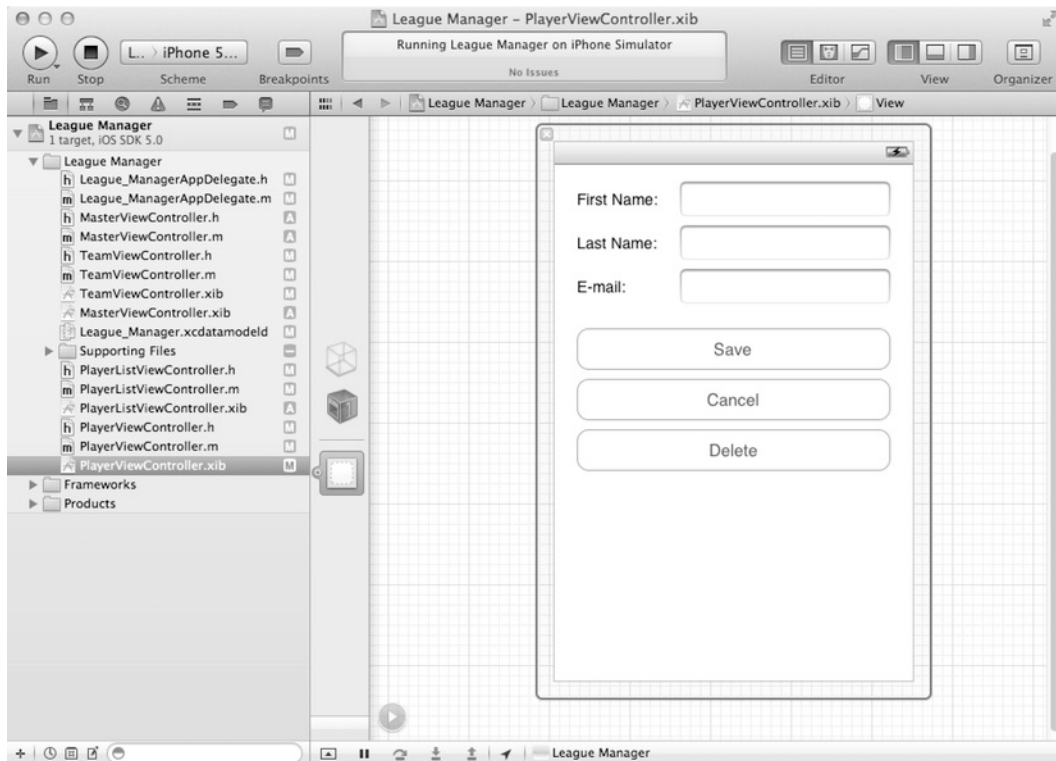 League Manager – PlayerViewController.xib
L.. 〉 iPhone 5...
Running League Manager on iPhone Simulator
No Issues
Run Stop Scheme Breakpoints Editor View Organizer
League Manager 〉 League Manager 〉 PlayerViewController.xib 〉 View
League Manager M
1 target, iOS SDK 5.0
League Manager
h League_ManagerAppDelegate.h M
m League_ManagerAppDelegate.m M
h MasterViewController.h A
m MasterViewController.m A
h TeamViewController.h M
m TeamViewController.m M
TeamViewController.xib M
MasterViewController.xib A
League_Manager.xcdatamodeld M
Supporting Files
h PlayerListViewController.h M
m PlayerListViewController.m M
PlayerListViewController.xib A
h PlayerViewController.h M
m PlayerViewController.m M
PlayerViewController.xib M
Frameworks
Products
First Name:
Last Name:
E-mail:
Save
Cancel
Delete
League Manager